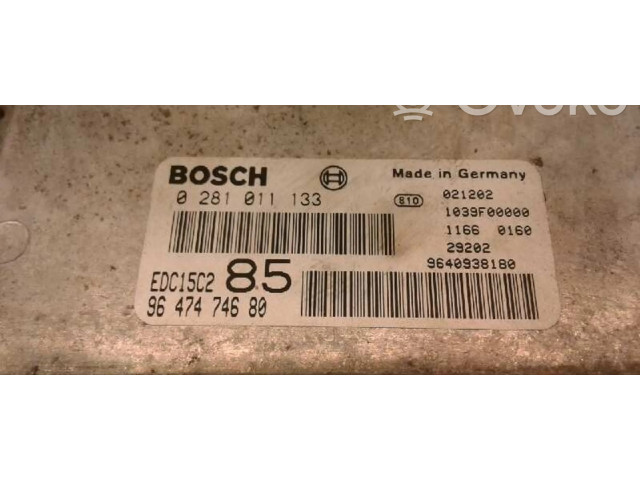 BOSCH
Made in Germany
0 281 011 133
810
021202
1039F00000
1166 0160
29202
9640938180
EDC15C2 85
96 474 746 80